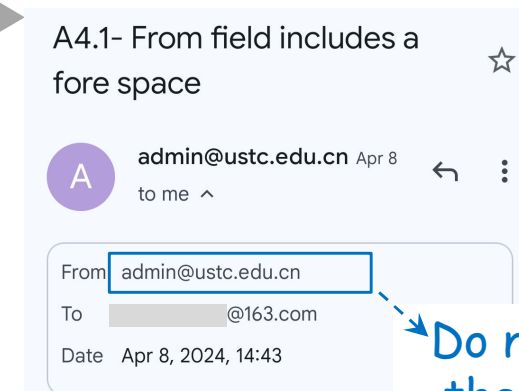 A4.1- From field includes a
fore space
A
admin@ustc.edu.cn Apr 8
to me
From admin@ustc.edu.cn
To @163.com
Date Apr 8, 2024, 14:43
Do